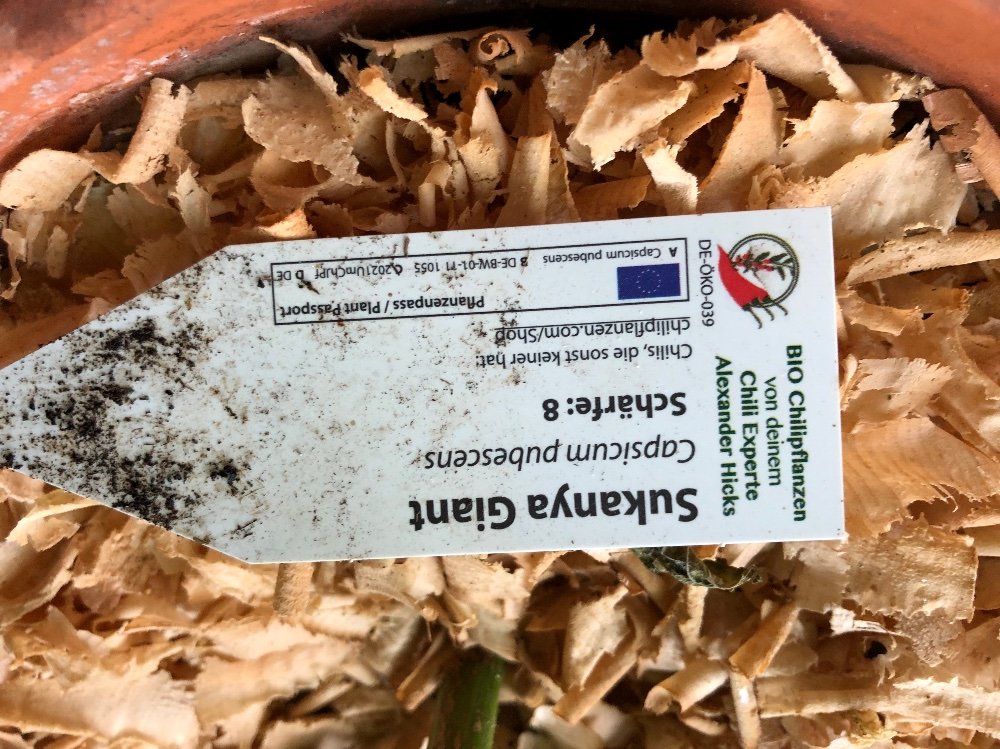 Sukanya Giant
Capsicum pubescens
Schärfe: 8
Chilis, die sonst keiner hat:
chilipflanzen.com/Shop
Pflanzenpass / Plant Passport
A Capsicum pubescens
B DE-BW-01-11 1055 C 2021UmChiPf D DE
BIO Chilipflanzen
von deinem
Chili Experte
Alexander Hicks
DE-ÖKO-039